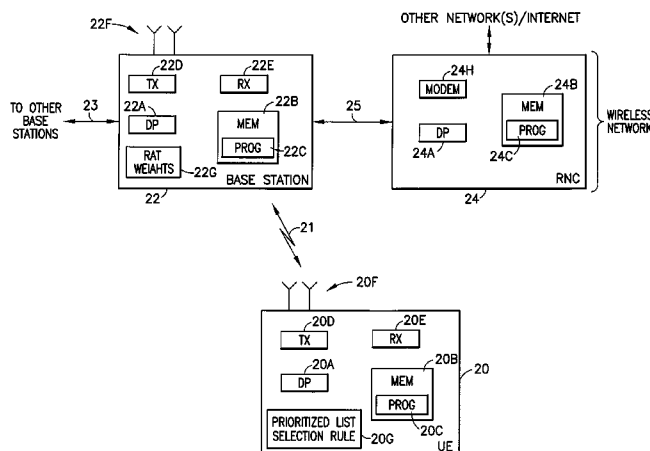 OTHER NETWORK(S)/INTERNET
22F
22D
TX
22E
RX
24H
MODEM
24B
MEM
PROG
24C
TO OTHER
BASE
STATIONS
23
22A
DP
22B
MEM
PROG
22C
25
DP
24A
WIRELESS
NETWORK
RAT
WEIAHTS
22G
BASE STATION
22
RNC
24
21
20F
20D
TX
20E
RX
20A
DP
20B
MEM
PROG
20C
20
PRIORITIZED LIST
SELECTION RULE
20G
UE